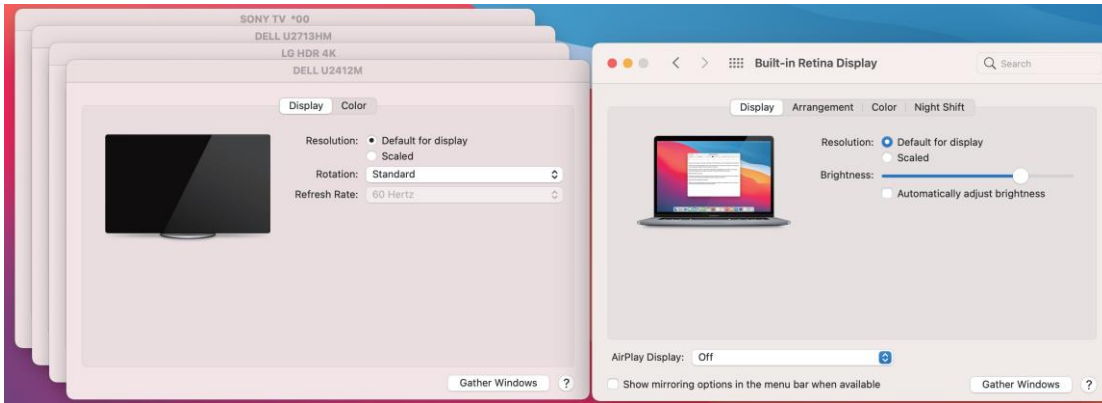 SONY TV *00
DELL U2713HM
LG HDR 4K
DELL U2412M
Display Color
Resolution: Default for display
Scaled
Rotation: Standard
Refresh Rate: 60 Hertz
Gather Windows ?
Built-in Retina Display
Search
Display Arrangement Color Night Shift
Resolution: Default for display
Scaled
Brightness:
Automatically adjust brightness
AirPlay Display: Off
Show mirroring options in the menu bar when available
Gather Windows ?